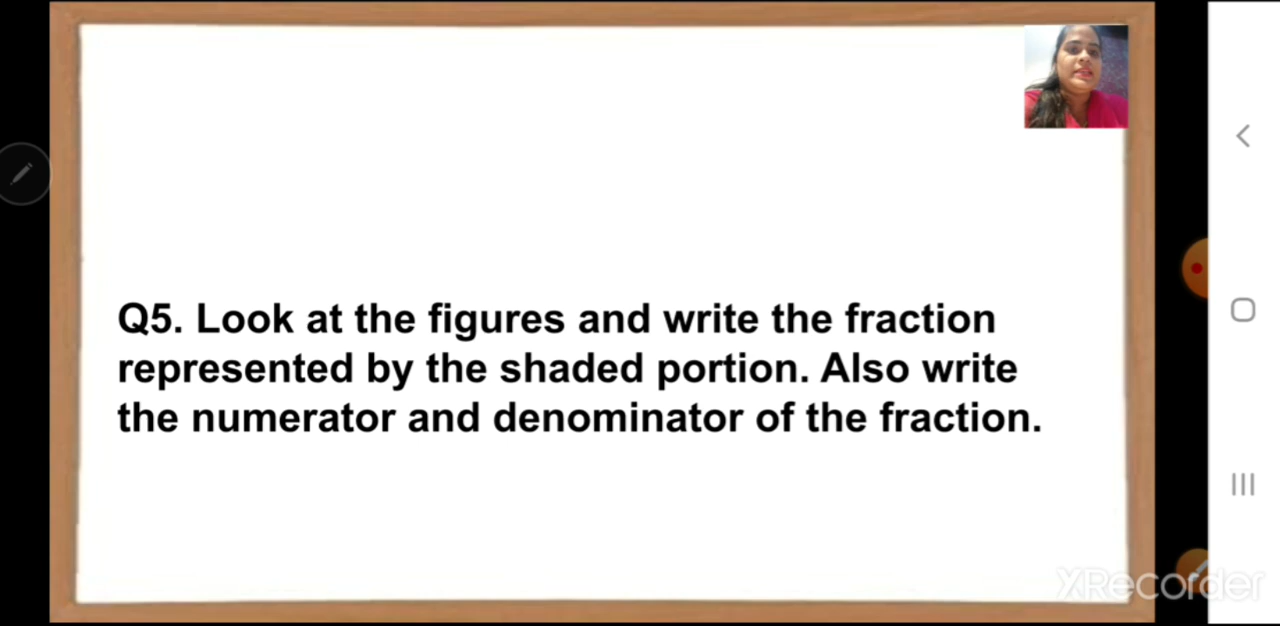 Q5. Look at the figures and write the fraction
represented by the shaded portion. Also write
the numerator and denominator of the fraction.
XRecorder